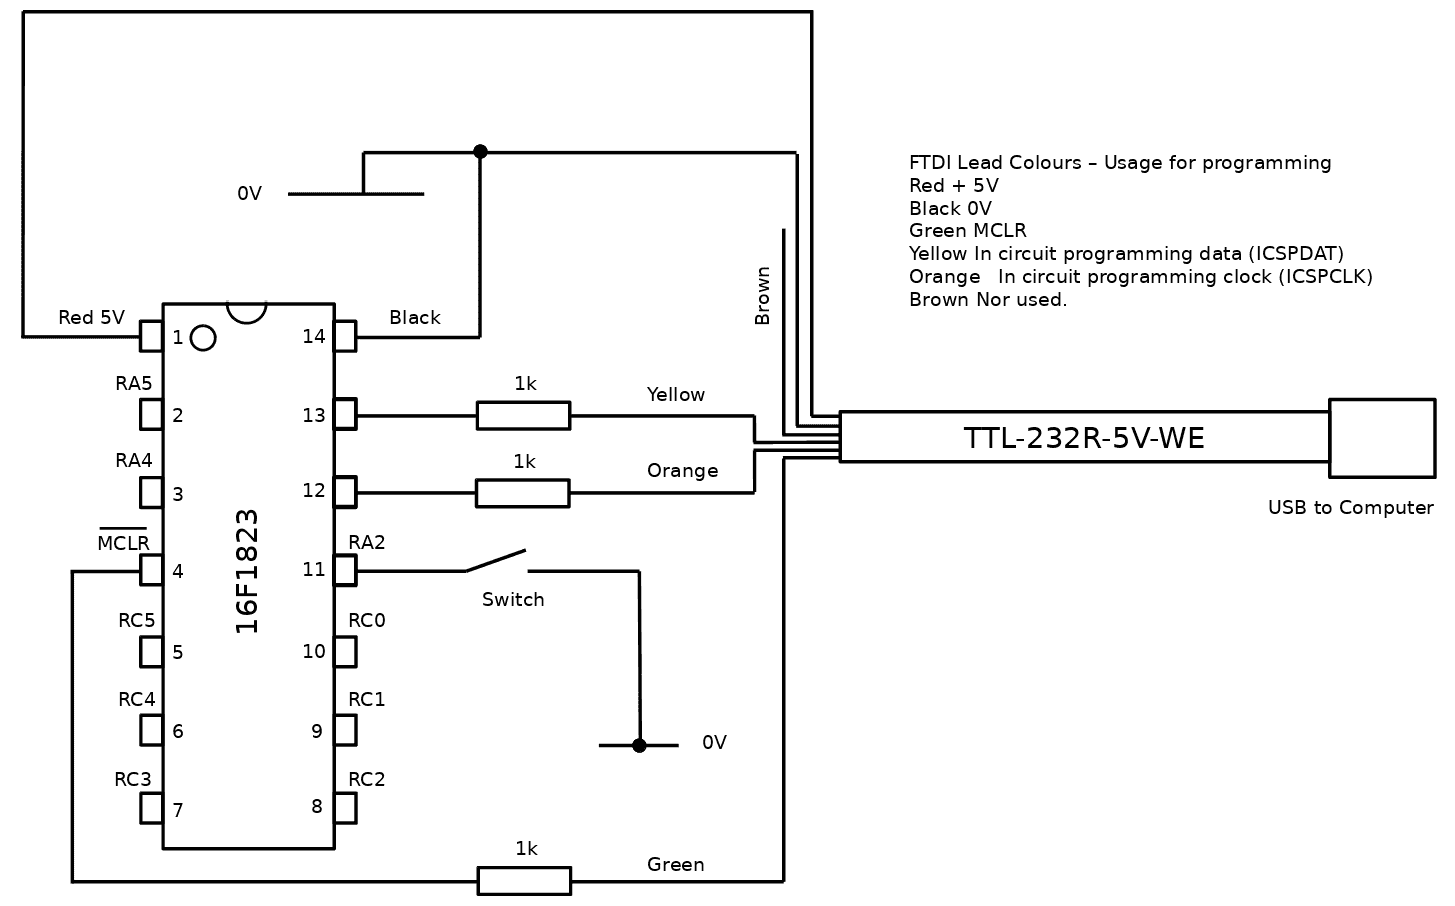 FTDI Lead Colours – Usage for programming
Red + 5V
Black 0V
Green MCLR
Yellow In circuit programming data (ICSPDAT)
Orange   In circuit programming clock (ICSPCLK)
Brown Nor used.
0V
Brown
Red 5V
Black
1
14
RA5
1k
Yellow
2
13
TTL-232R-5V-WE
RA4
1k
Orange
3
12
USB to Computer
MCLR
RA2
4
11
16F1823
Switch
RC5
RC0
5
10
RC4
RC1
6
9
0V
RC3
RC2
7
8
1k
Green